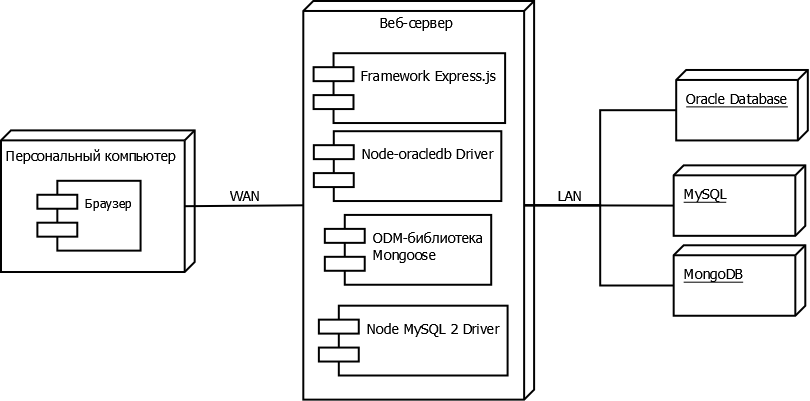 Веб-сервер
Framework Express.js
Node-oracledb Driver
ODM-библиотека
Mongoose
Node MySQL 2 Driver
Персональный компьютер
Браузер
WAN
LAN
Oracle Database
MySQL
MongoDB